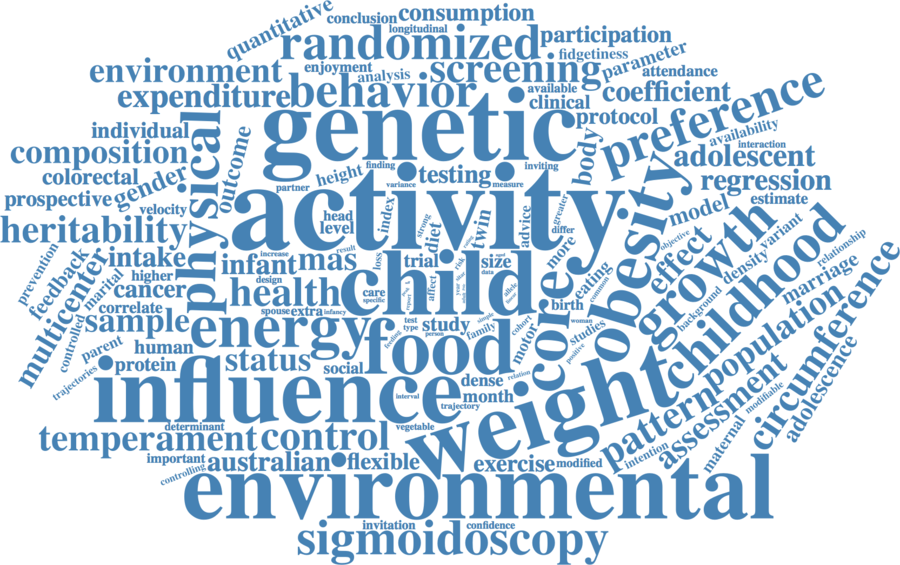 quantitative
conclusion
consumption
longitudinal
randomized
participation
fidgetiness
environment
enjoyment
analysis
screening
parameter
attendance
expenditure
behavior
available
clinical
coefficient
preference
individual
genetic
protocol
composition
physical
outcome
body
availability
interaction
colorectal
gender
partner
height
finding
variance
testing
measure
inviting
adolescent
prospective
velocity
activity
obesity
regression
heritability
head
level
index
strong
diet
twin
advice
greater
differ
model
estimate
prevention
feedback
intake
increase
result
loss
trial
affect
risk
eating
size
data
more
objective
effect
growth
density
variant
relationship
multicenter
marital
higher
infant
mas
design
child
cancer
health
care
specific
allele
core
birth
eating
common
background
childhood
marriage
controlled
correlate
spouse
extra
infancy
sample
energy
test
type
study
person
simple
family
cohort
motor
woman
studies
positive
population
circumference
parent
human
food
feeding
trajectories
protein
status
social
dense
relation
weight
pattern
assessment
modifiable
adolescence
influence
interval
month
trajectory
determinant
vegetable
temperament
control
maternal
intention
important
controlling
australian
flexible
exercise
modified
environmental
invitation
confidence
sigmoidoscopy